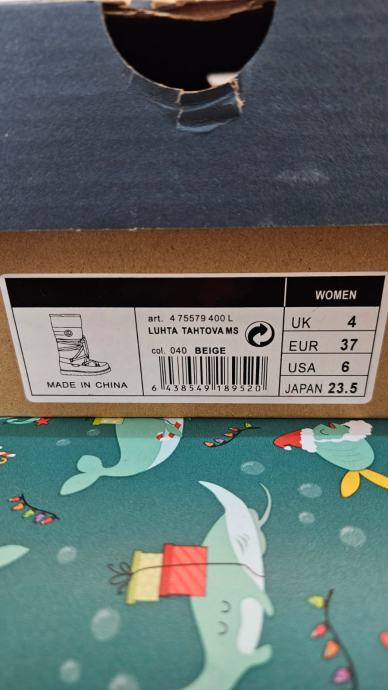 WOMEN
art. 4 75579 400 L
LUHTA TAHTOVA MS
col. 040 BEIGE
6 438549 189520
MADE IN CHINA
UK 4
EUR 37
USA 6
JAPAN 23.5